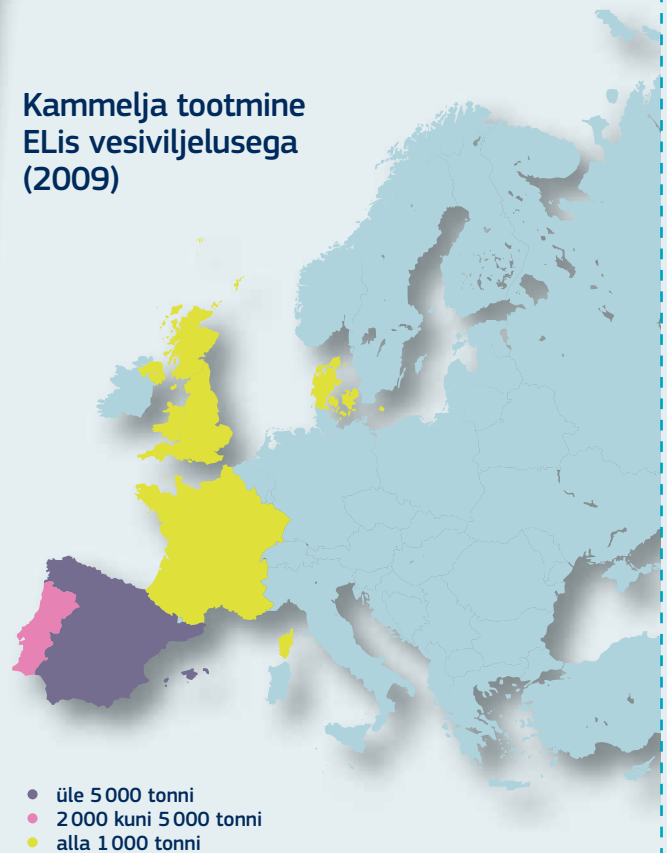 Kammelja tootmine
ELis vesiviljelusega
(2009)
üle 5 000 tonni
2 000 kuni 5 000 tonni
alla 1 000 tonni